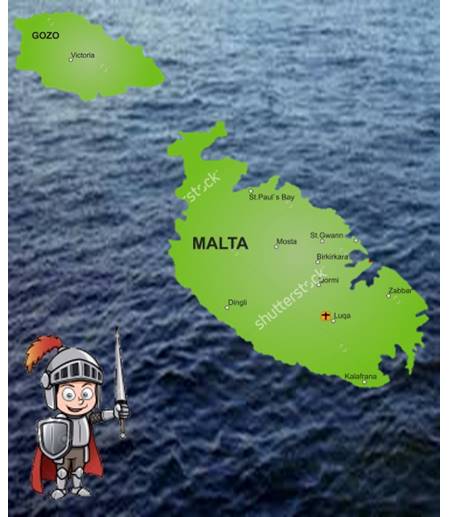 GOZO
Victoria
St.Paul´s Bay
shutterstock
St.Gwann
MALTA
Mosta
Birkirkara
Qormi
shutterstock
Zabbar
Dingli
Luqa
Kalafrana